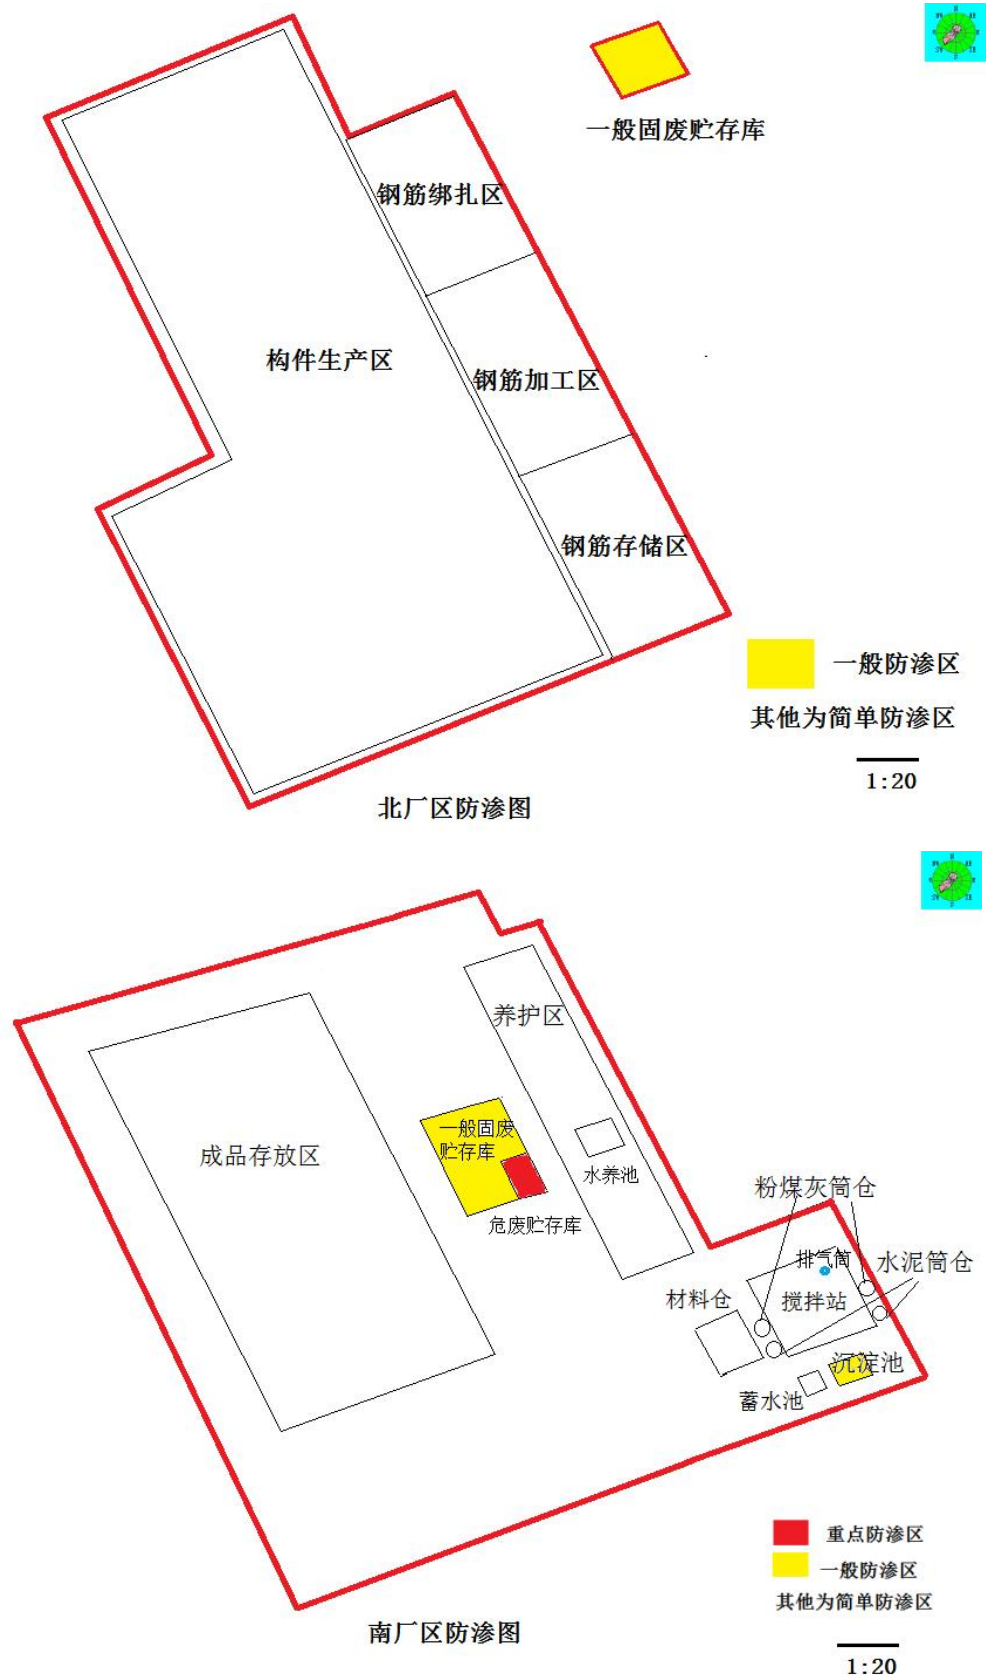 一般固废贮存库
钢筋绑扎区
构件生产区
钢筋加工区
钢筋存储区
一般防渗区
其他为简单防渗区
1:20
北厂区防渗图
养护区
成品存放区
一般固废
贮存库
水养池
危废贮存库
粉煤灰筒仓
排气筒
水泥筒仓
材料仓
搅拌站
沉淀池
蓄水池
重点防渗区
一般防渗区
其他为简单防渗区
南厂区防渗图
1:20